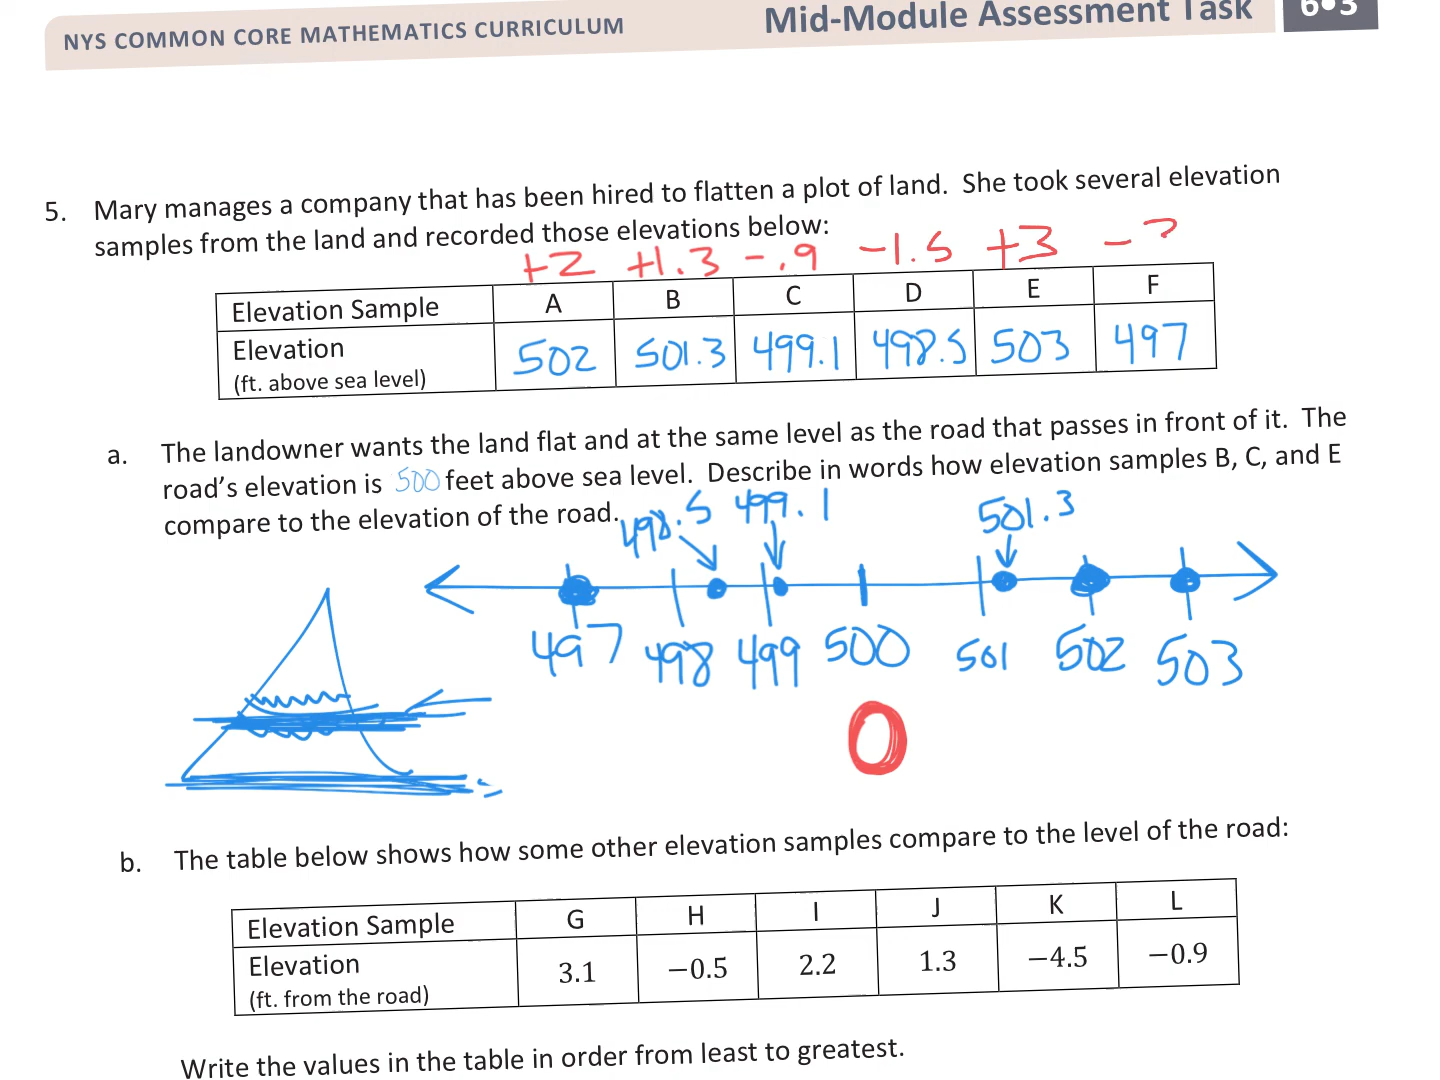 NYS COMMON CORE MATHEMATICS CURRICULUM Mid-Module Assessment Task 6•3
5. Mary manages a company that has been hired to flatten a plot of land. She took several elevation
samples from the land and recorded those elevations below:
+2 +1.3 -.9 -1.5 +3 -3
Elevation Sample A B C D E F
Elevation 502 501.3 499.1 498.5 503 497
(ft. above sea level)
a. The landowner wants the land flat and at the same level as the road that passes in front of it. The
road's elevation is 500 feet above sea level. Describe in words how elevation samples B, C, and E
compare to the elevation of the road.
498.5 499.1 501.3
497 498 499 500 501 502 503
0
b. The table below shows how some other elevation samples compare to the level of the road:
Elevation Sample G H I J K L
Elevation 3.1 −0.5 2.2 1.3 −4.5 −0.9
(ft. from the road)
Write the values in the table in order from least to greatest.